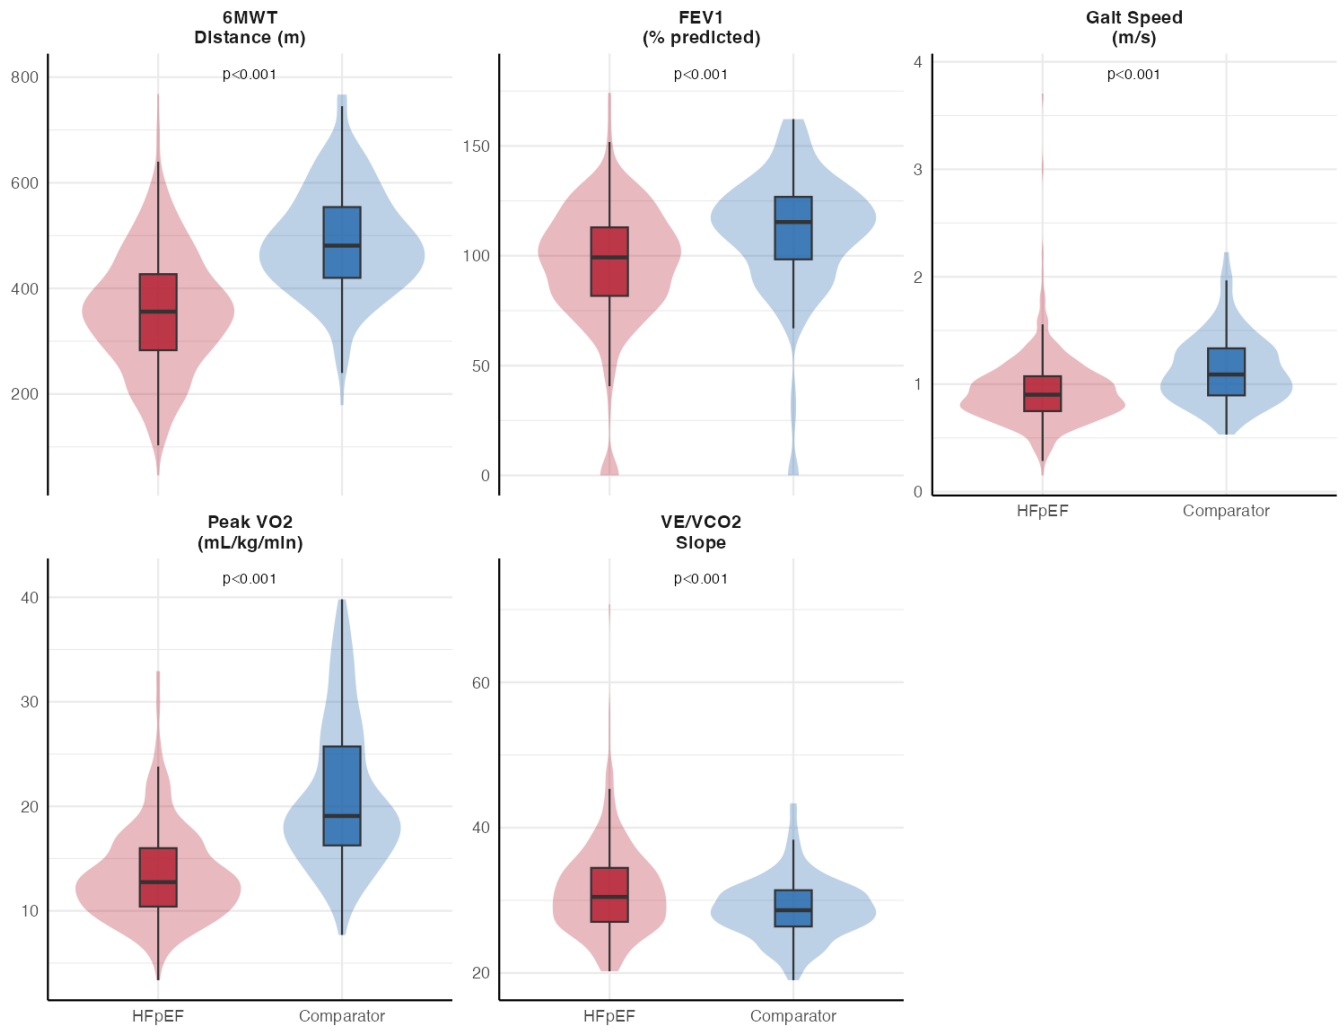 6MWT
Distance (m)
p<0.001
800
600
400
200
FEV1
(% predicted)
p<0.001
150
100
50
0
Gait Speed
(m/s)
p<0.001
4
3
2
1
0
HFpEF
Comparator
Peak VO2
(mL/kg/min)
p<0.001
40
30
20
10
HFpEF
Comparator
VE/VCO2
Slope
p<0.001
60
40
20
HFpEF
Comparator